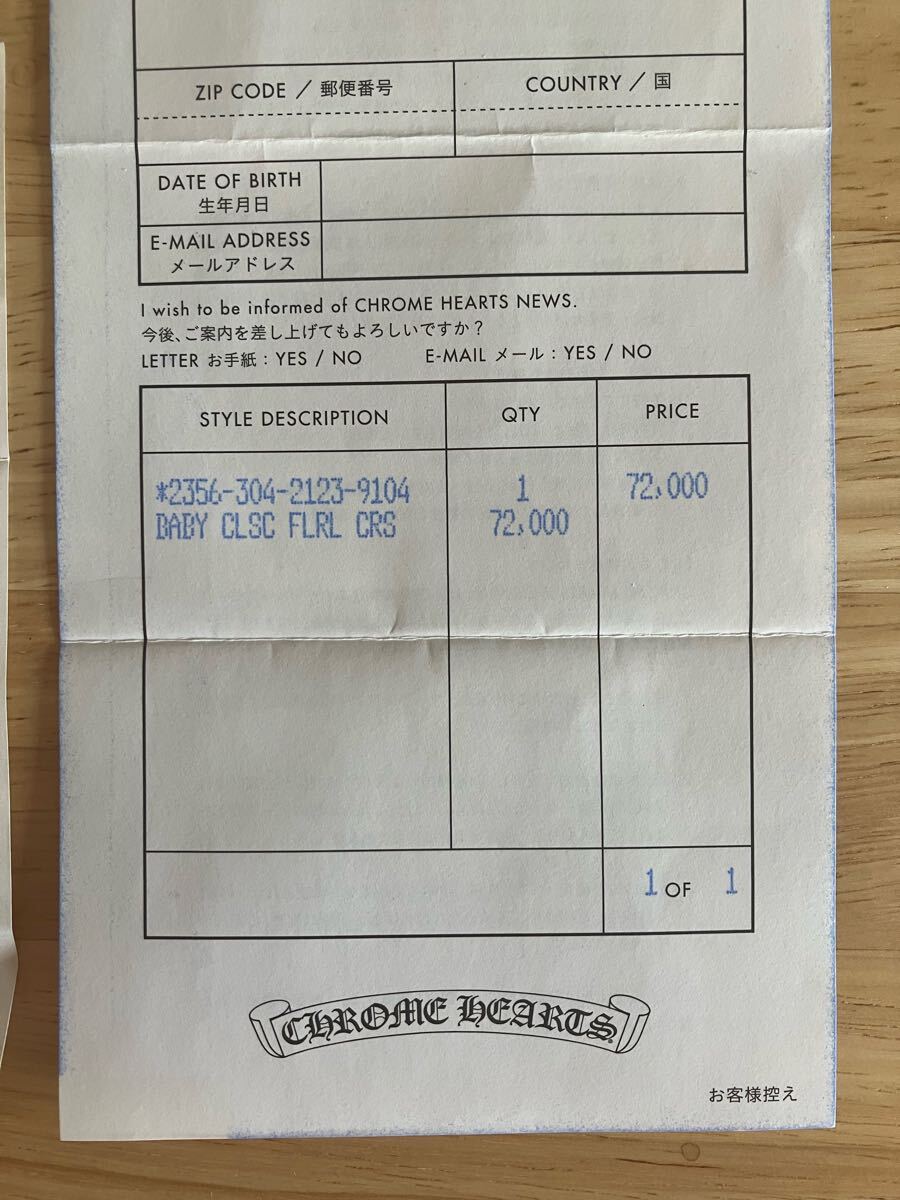 ZIP CODE / 郵便番号
COUNTRY / 国
DATE OF BIRTH
生年月日
E-MAIL ADDRESS
メールアドレス
I wish to be informed of CHROME HEARTS NEWS.
今後、ご案内を差し上げてもよろしいですか？
LETTER お手紙 : YES / NO E-MAIL メール : YES / NO
STYLE DESCRIPTION QTY PRICE
*2356-304-2123-9104 1 72,000
BABY CLSC FLRL CRS 72,000
1 OF 1
CHROME HEARTS
お客様控え